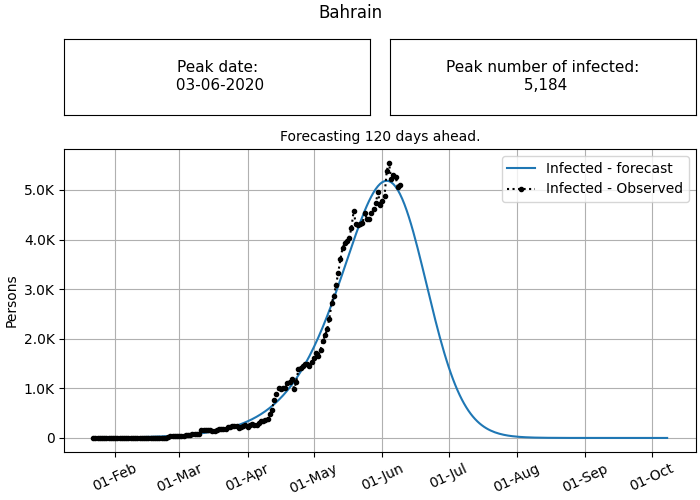 Bahrain
Peak date:
03-06-2020
Peak number of infected:
5,184
Forecasting 120 days ahead.
Infected - forecast
Infected - Observed
Persons
5.0K
4.0K
3.0K
2.0K
1.0K
0
01-Feb
01-Mar
01-Apr
01-May
01-Jun
01-Jul
01-Aug
01-Sep
01-Oct